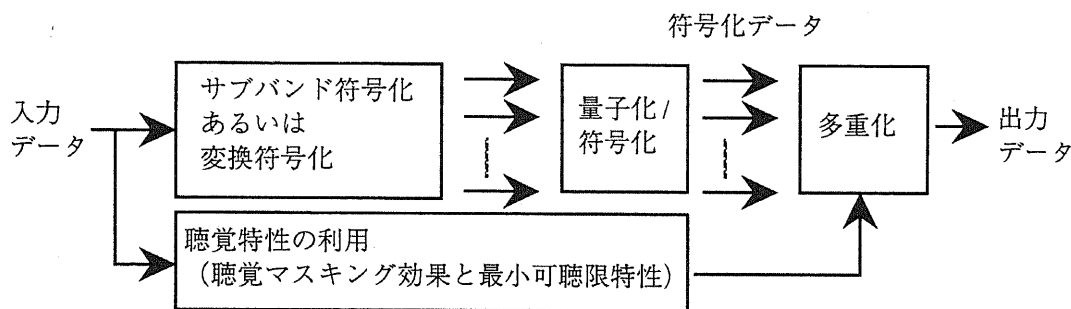 符号化データ
入力
データ
サブバンド符号化
あるいは
変換符号化
量子化/
符号化
多重化
出力
データ
聴覚特性の利用
(聴覚マスキング効果と最小可聴限特性)